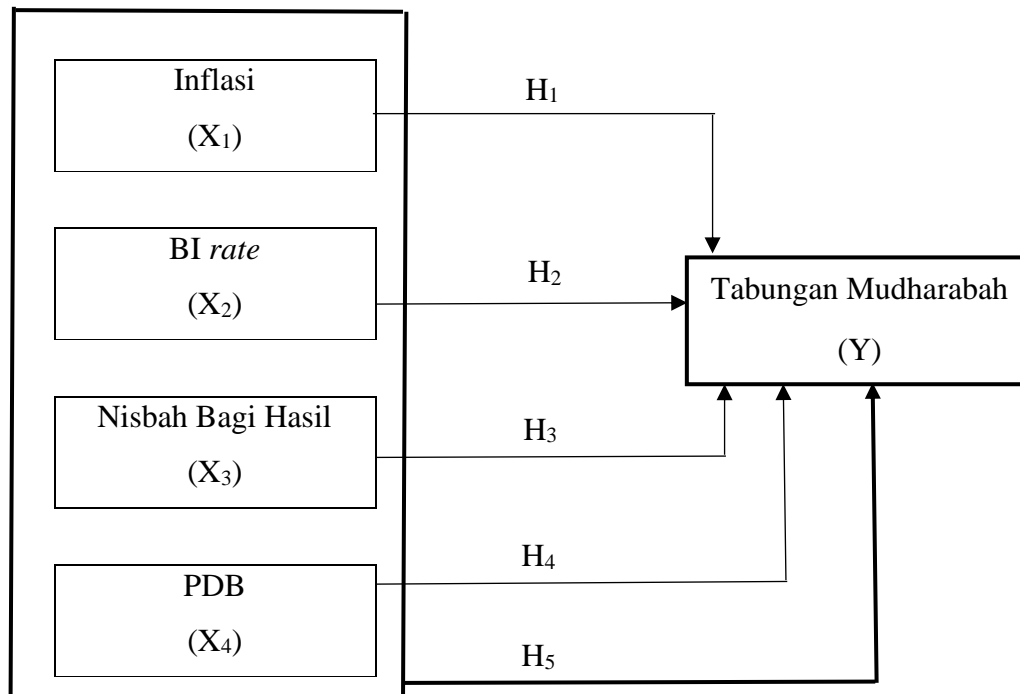 Inflasi
(X₁)
H₁
BI rate
(X₂)
H₂
Tabungan Mudharabah
(Y)
Nisbah Bagi Hasil
(X₃)
H₃
PDB
(X₄)
H₄
H₅